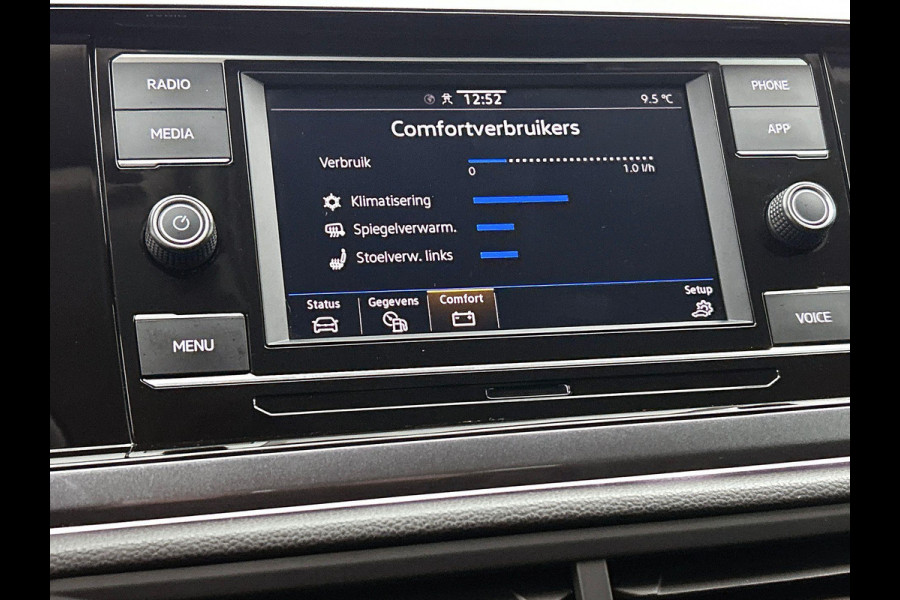 RADIO
MEDIA
MENU
12:52
9.5 °C
Comfortverbruikers
Verbruik
0
1.0 l/h
Klimatisering
Spiegelverwarm.
Stoelverw. links
Status
Gegevens
Comfort
Setup
PHONE
APP
VOICE